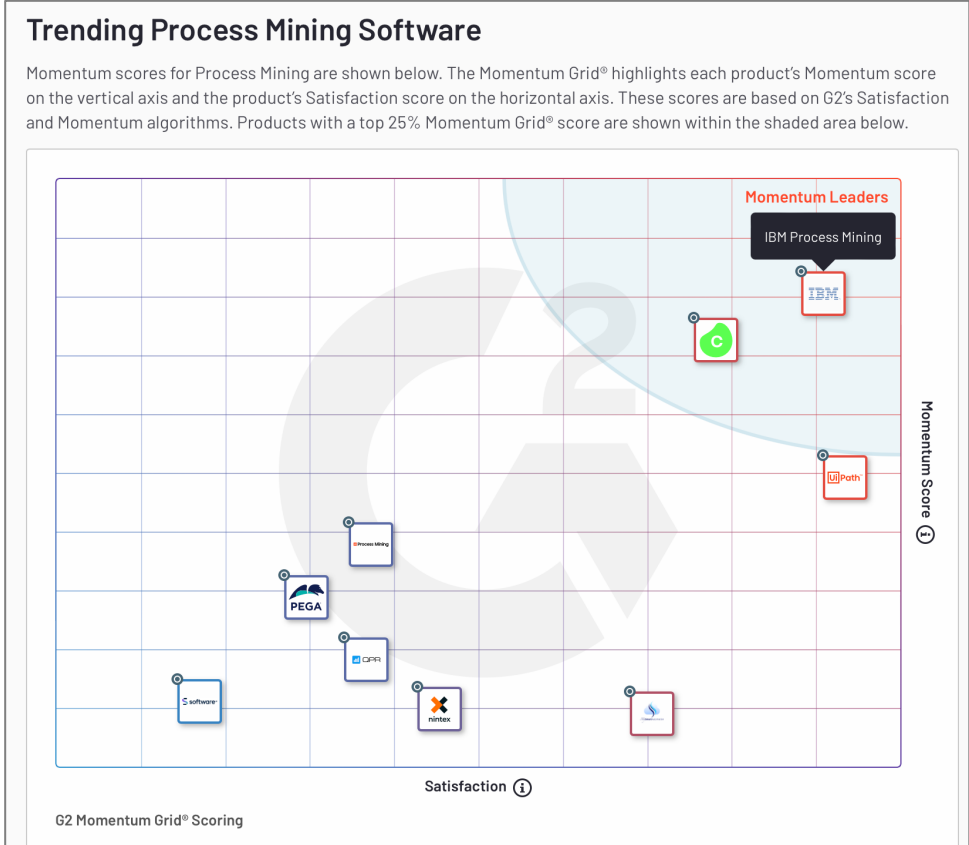 Trending Process Mining Software
Momentum scores for Process Mining are shown below. The Momentum Grid® highlights each product's Momentum score
on the vertical axis and the product's Satisfaction score on the horizontal axis. These scores are based on G2's Satisfaction
and Momentum algorithms. Products with a top 25% Momentum Grid® score are shown within the shaded area below.
Momentum Leaders
IBM Process Mining
IBM
C
Momentum Score
UiPath
Process Mining
PEGA
QPR
software
nintex
Satisfaction
G2 Momentum Grid® Scoring